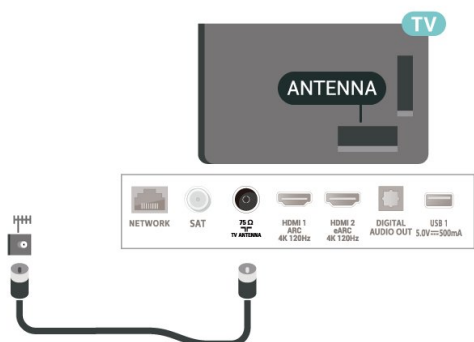 TV
ANTENNA
NETWORK
SAT
75 Ω
TV ANTENNA
HDMI 1
ARC
4K 120Hz
HDMI 2
eARC
4K 120Hz
DIGITAL
AUDIO OUT
USB 1
5.0V⎓500mA